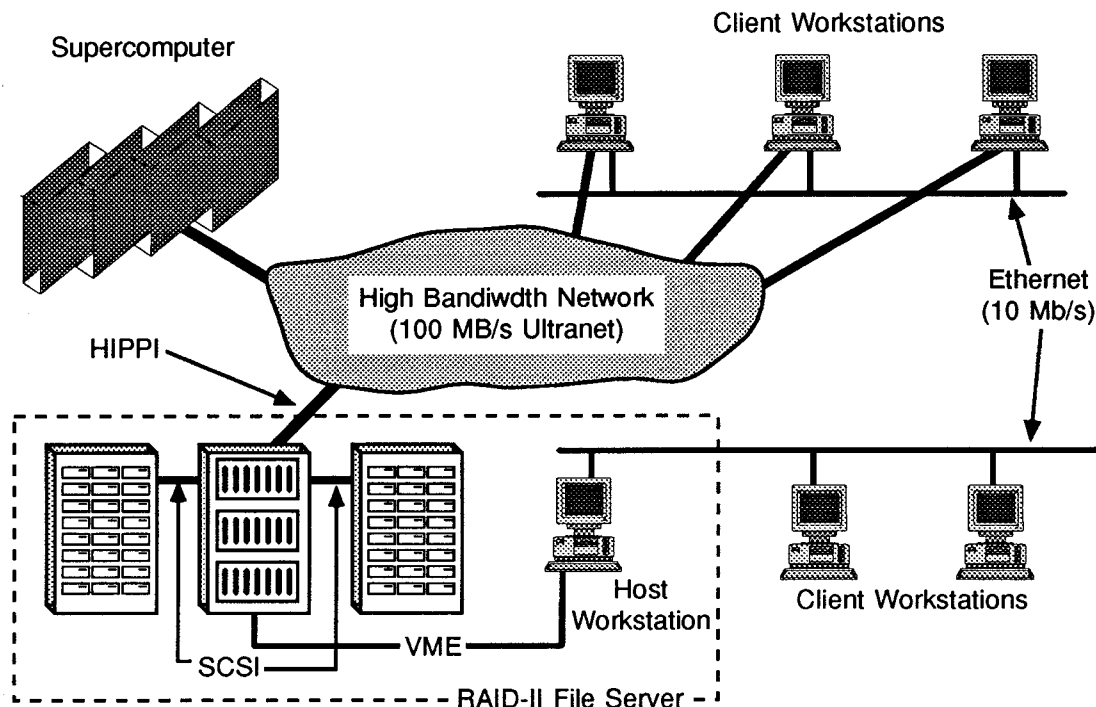 Client Workstations
Supercomputer
High Bandiwdth Network
(100 MB/s Ultranet)
Ethernet
(10 Mb/s)
HIPPI
Host
Workstation
Client Workstations
VME
SCSI
RAID-II File Server